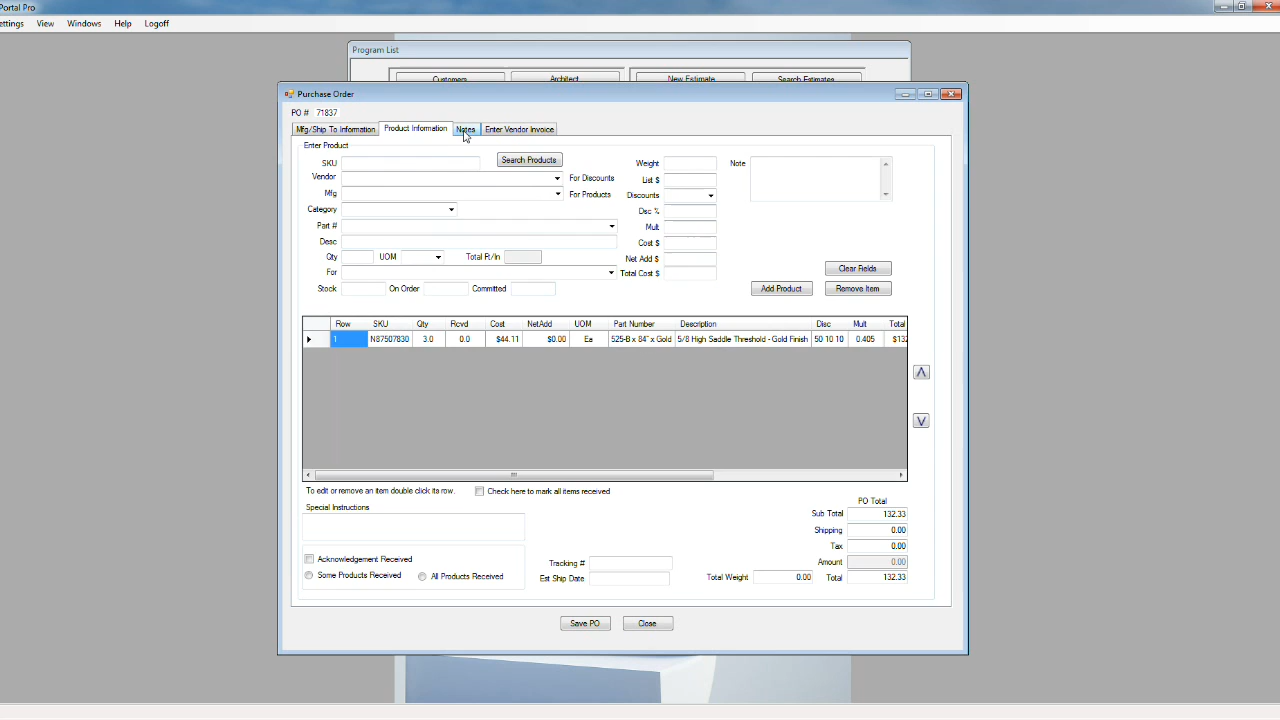 Portal Pro
ettings View Windows Help Logoff
Program List
Customers Architect New Estimate Search Estimates
Purchase Order
PO # 71837
Mfg/Ship To Information Product Information Notes Enter Vendor Invoice
Enter Product
SKU Search Products Weight Note
Vendor For Discounts List $
Mfg For Products Discounts
Category Dsc %
Part # Mult
Desc Cost $
Qty UOM Total R/In Net Add $
For Total Cost $ Clear Fields
Stock On Order Committed Add Product Remove Item
Row SKU Qty Rcvd Cost NetAdd UOM Part Number Description Disc Mult Total
1 N87507830 3.0 0.0 $44.11 $0.00 Ea 525-B x 84" x Gold 5/8 High Saddle Threshold - Gold Finish 50 10 10 0.405 $132
To edit or remove an item double click its row. Check here to mark all items received
Special Instructions PO Total
Sub Total 132.33
Shipping 0.00
Tax 0.00
Acknowledgement Received Tracking # Amount 0.00
Some Products Received All Products Received Est Ship Date Total Weight 0.00 Total 132.33
Save PO Close